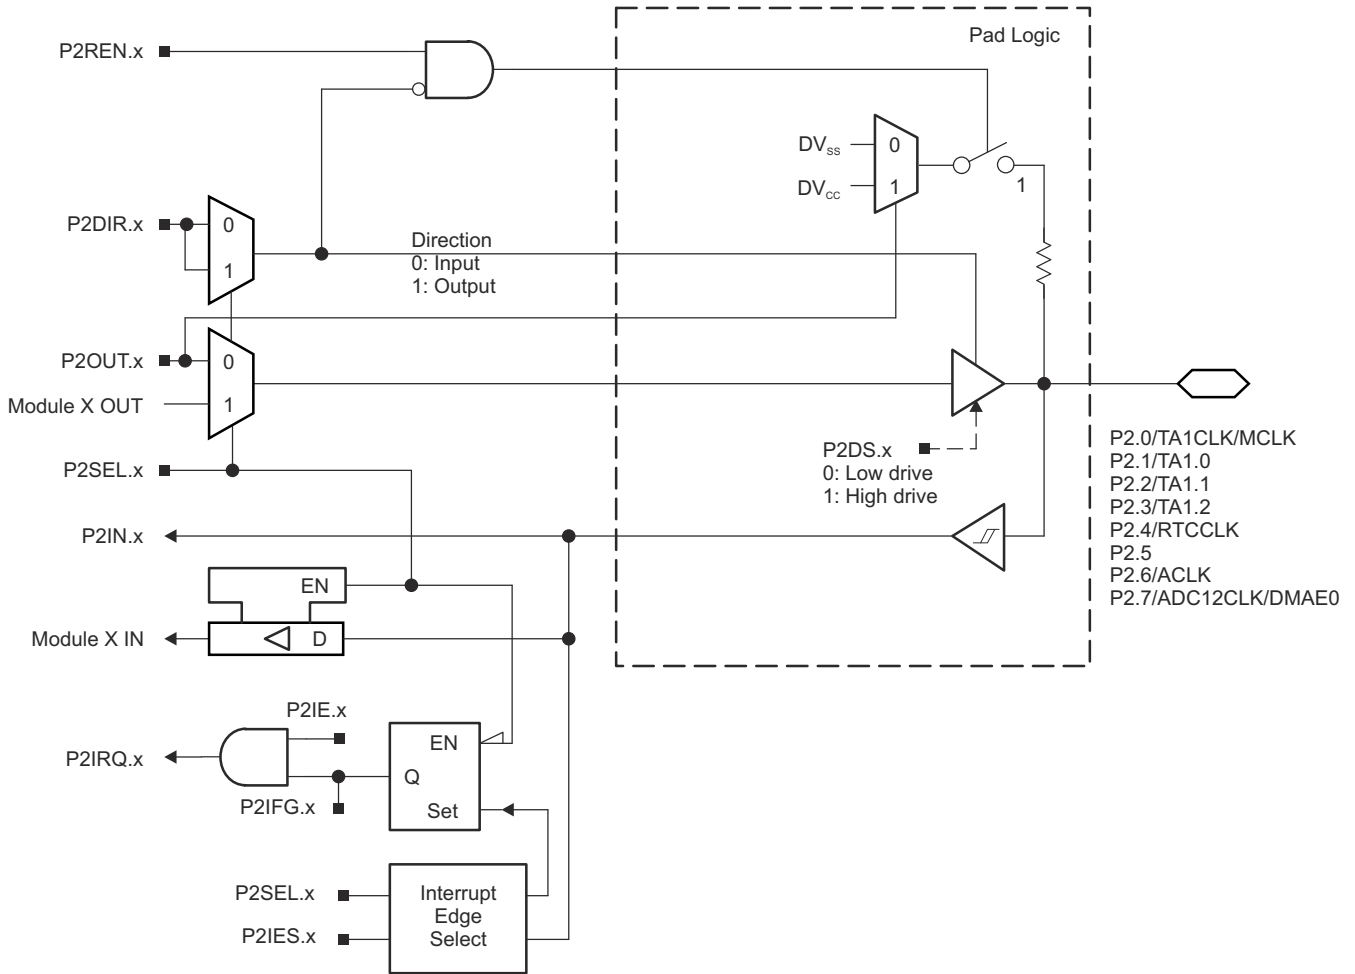 Pad Logic
P2REN.x
DVSS
0
DVCC
1
1
P2DIR.x
0
1
Direction
0: Input
1: Output
P2OUT.x
0
Module X OUT
1
P2SEL.x
P2DS.x
0: Low drive
1: High drive
P2.0/TA1CLK/MCLK
P2.1/TA1.0
P2.2/TA1.1
P2.3/TA1.2
P2.4/RTCCLK
P2.5
P2.6/ACLK
P2.7/ADC12CLK/DMAE0
P2IN.x
EN
Module X IN
D
P2IE.x
P2IRQ.x
EN
Q
P2IFG.x
Set
P2SEL.x
P2IES.x
Interrupt
Edge
Select